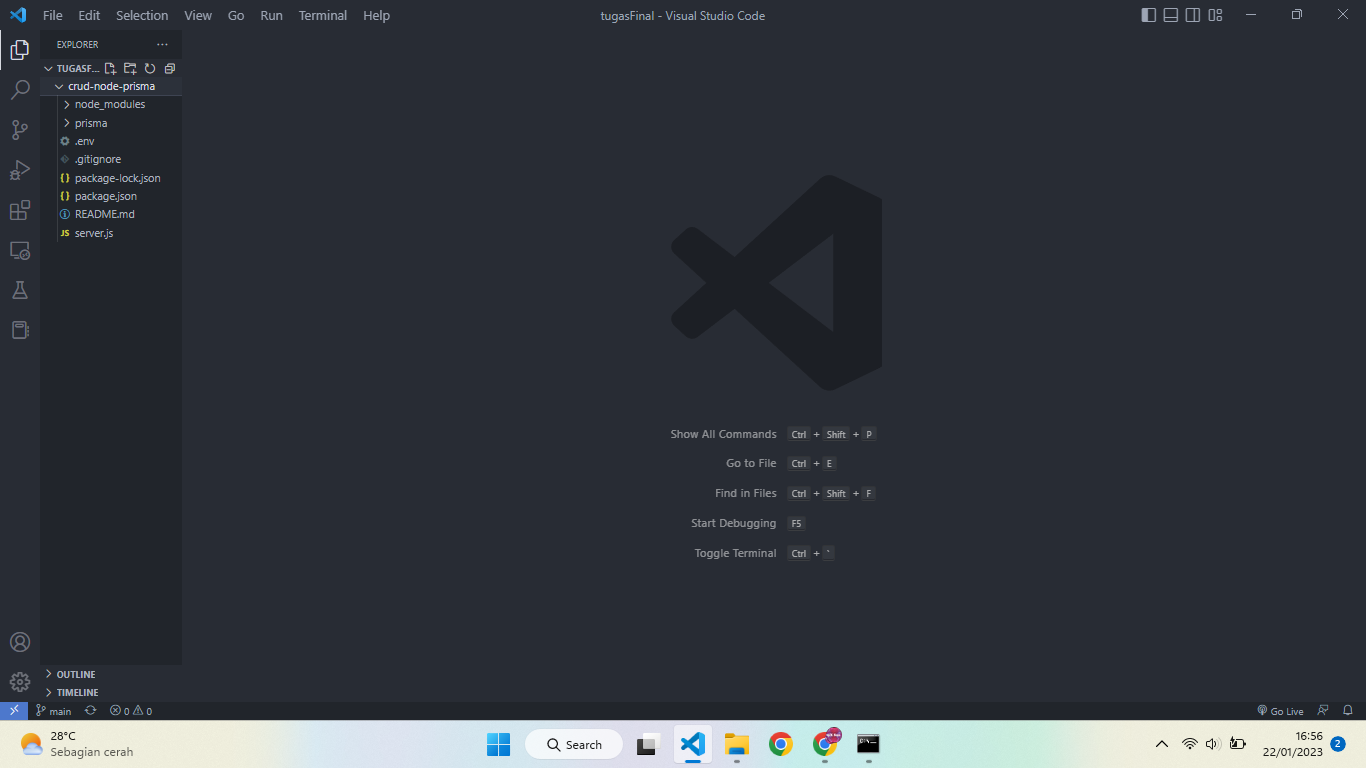 File Edit Selection View Go Run Terminal Help
tugasFinal - Visual Studio Code
EXPLORER
TUGASF...
crud-node-prisma
node_modules
prisma
.env
.gitignore
{} package-lock.json
{} package.json
README.md
JS server.js
Show All Commands Ctrl + Shift + P
Go to File Ctrl + E
Find in Files Ctrl + Shift + F
Start Debugging F5
Toggle Terminal Ctrl + `
OUTLINE
TIMELINE
main 0 0 Go Live
28°C
Sebagian cerah
Search
16:56
22/01/2023
2